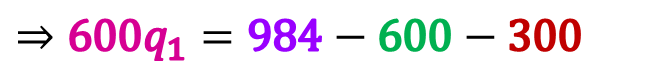 ⇒ 600q₁ = 984 − 600 − 300